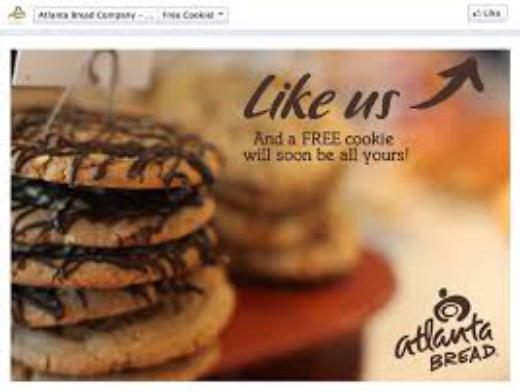 Atlanta Bread Company - ... Free Cookie!
Like
Like us
And a FREE cookie
will soon be all yours!
atlanta
BREAD